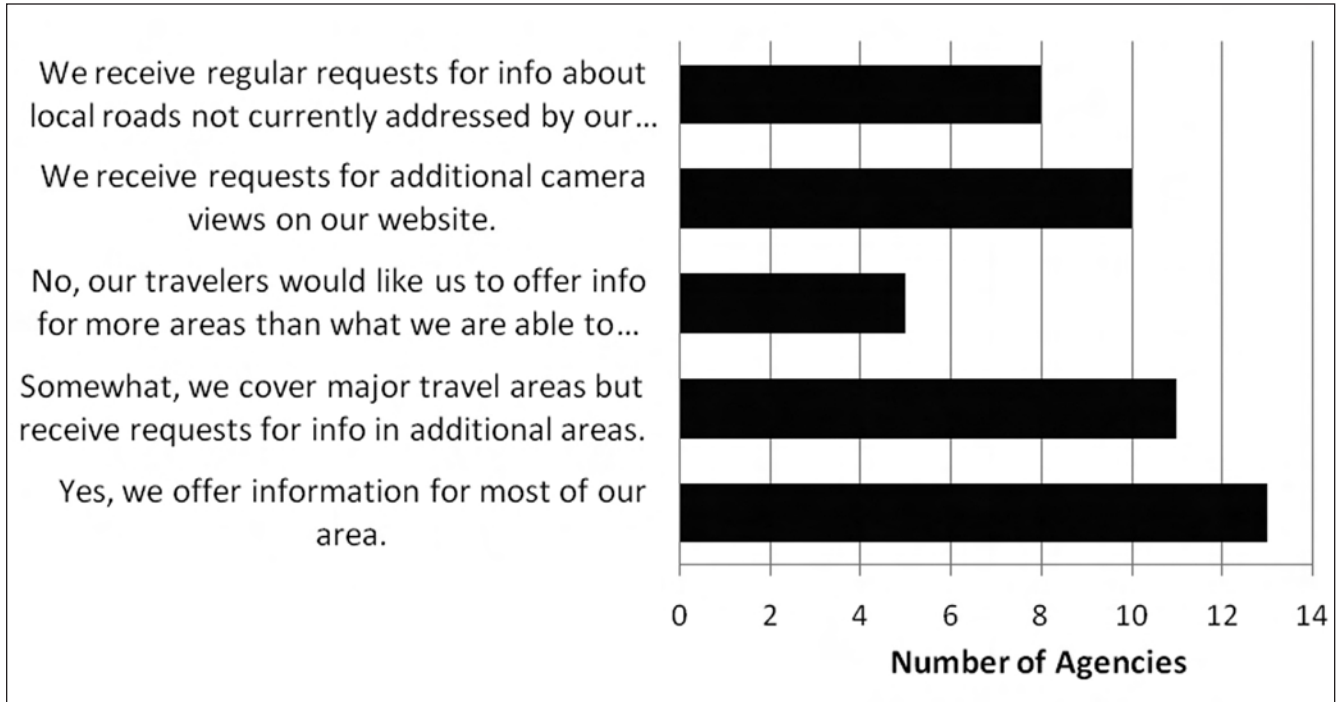 We receive regular requests for info about
local roads not currently addressed by our...
We receive requests for additional camera
views on our website.
No, our travelers would like us to offer info
for more areas than what we are able to...
Somewhat, we cover major travel areas but
receive requests for info in additional areas.
Yes, we offer information for most of our
area.
0 2 4 6 8 10 12 14
Number of Agencies